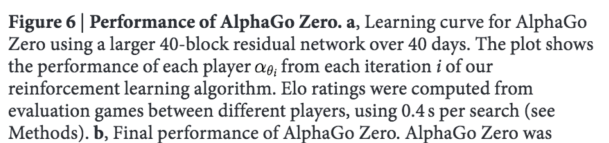 Figure 6 | Performance of AlphaGo Zero. a, Learning curve for AlphaGo
Zero using a larger 40-block residual network over 40 days. The plot shows
the performance of each player αθᵢ from each iteration i of our
reinforcement learning algorithm. Elo ratings were computed from
evaluation games between different players, using 0.4 s per search (see
Methods). b, Final performance of AlphaGo Zero. AlphaGo Zero was